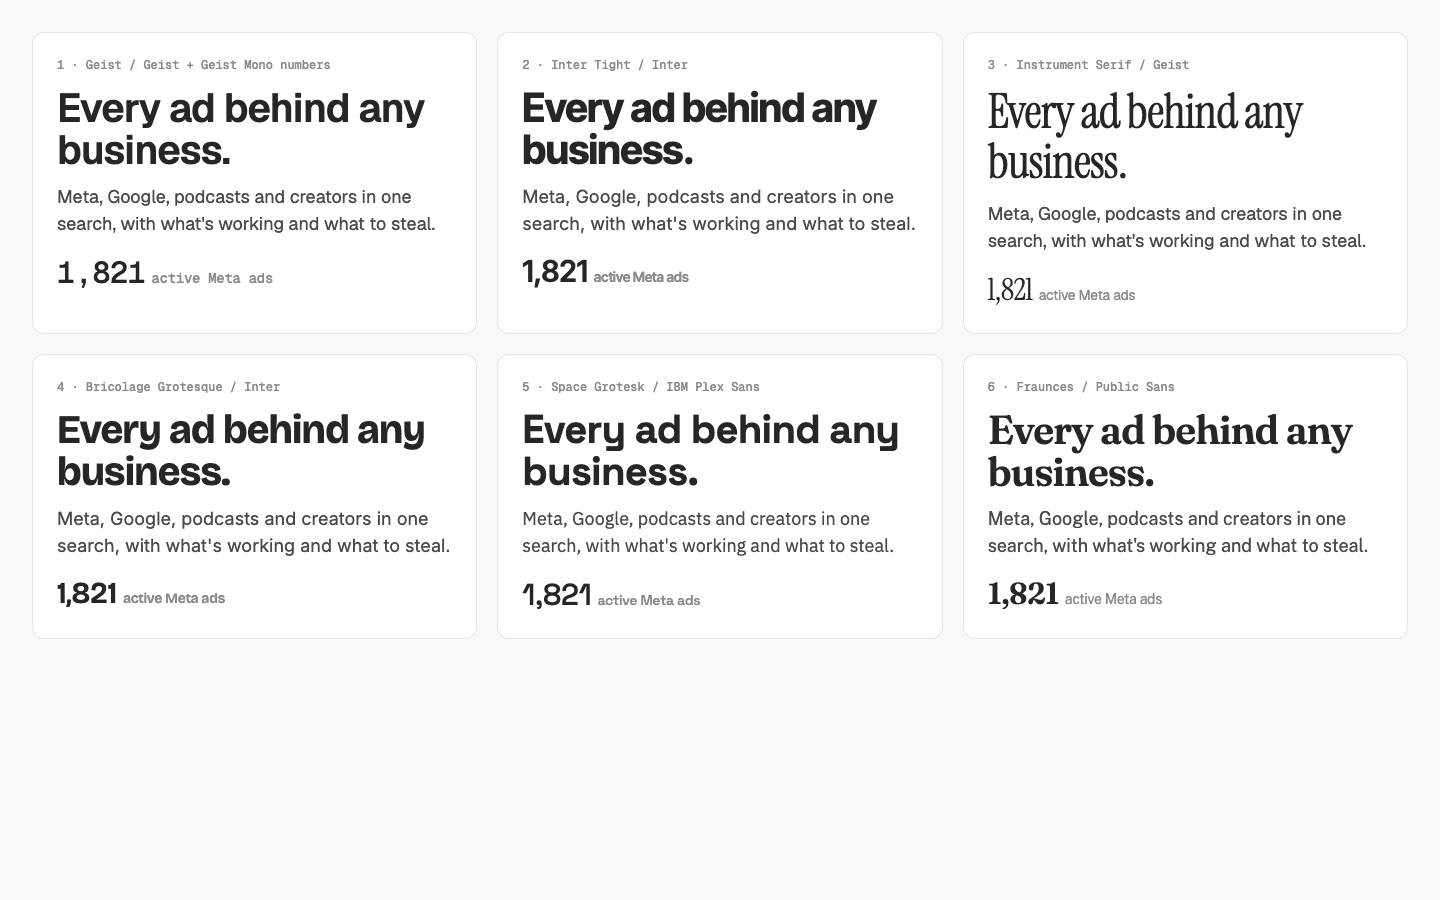 1 · Geist / Geist + Geist Mono numbers
Every ad behind any
business.
Meta, Google, podcasts and creators in one
search, with what's working and what to steal.
1,821 active Meta ads
2 · Inter Tight / Inter
Every ad behind any
business.
Meta, Google, podcasts and creators in one
search, with what's working and what to steal.
1,821 active Meta ads
3 · Instrument Serif / Geist
Every ad behind any
business.
Meta, Google, podcasts and creators in one
search, with what's working and what to steal.
1,821 active Meta ads
4 · Bricolage Grotesque / Inter
Every ad behind any
business.
Meta, Google, podcasts and creators in one
search, with what's working and what to steal.
1,821 active Meta ads
5 · Space Grotesk / IBM Plex Sans
Every ad behind any
business.
Meta, Google, podcasts and creators in one
search, with what's working and what to steal.
1,821 active Meta ads
6 · Fraunces / Public Sans
Every ad behind any
business.
Meta, Google, podcasts and creators in one
search, with what's working and what to steal.
1,821 active Meta ads